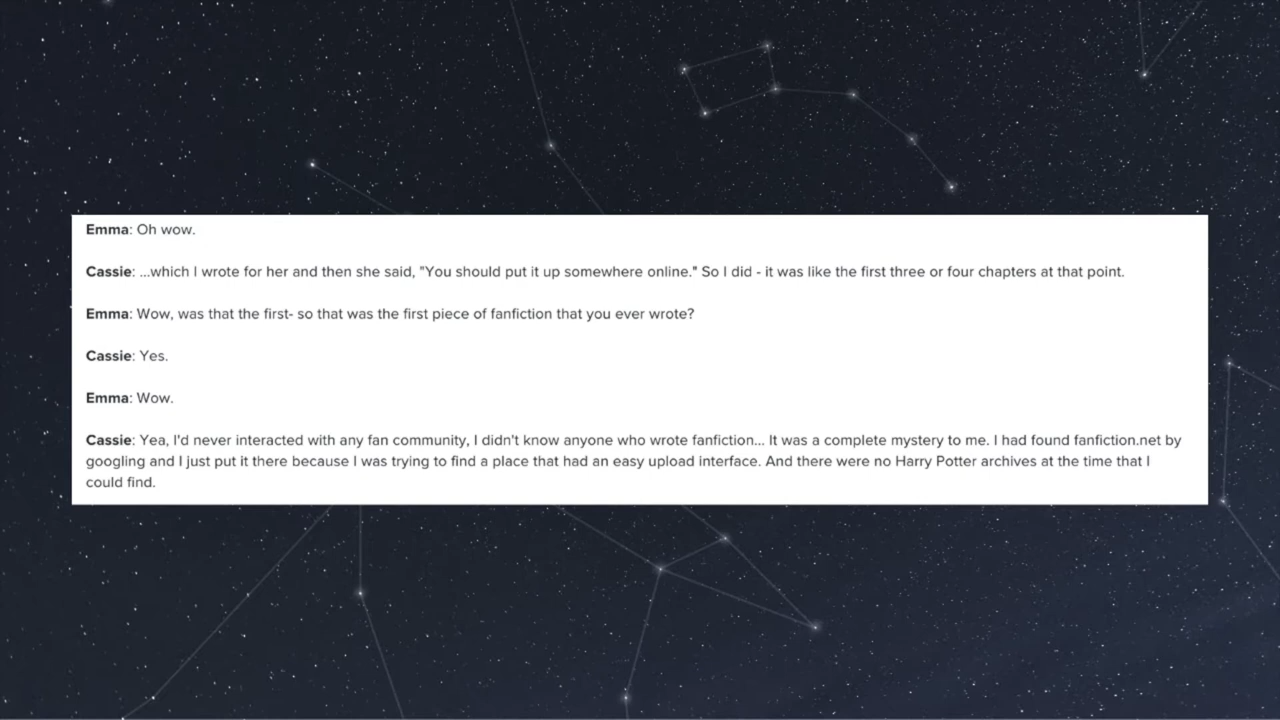 Emma: Oh wow.
Cassie: ...which I wrote for her and then she said, "You should put it up somewhere online." So I did - it was like the first three or four chapters at that point.
Emma: Wow, was that the first- so that was the first piece of fanfiction that you ever wrote?
Cassie: Yes.
Emma: Wow.
Cassie: Yea, I'd never interacted with any fan community, I didn't know anyone who wrote fanfiction... It was a complete mystery to me. I had found fanfiction.net by
googling and I just put it there because I was trying to find a place that had an easy upload interface. And there were no Harry Potter archives at the time that I
could find.